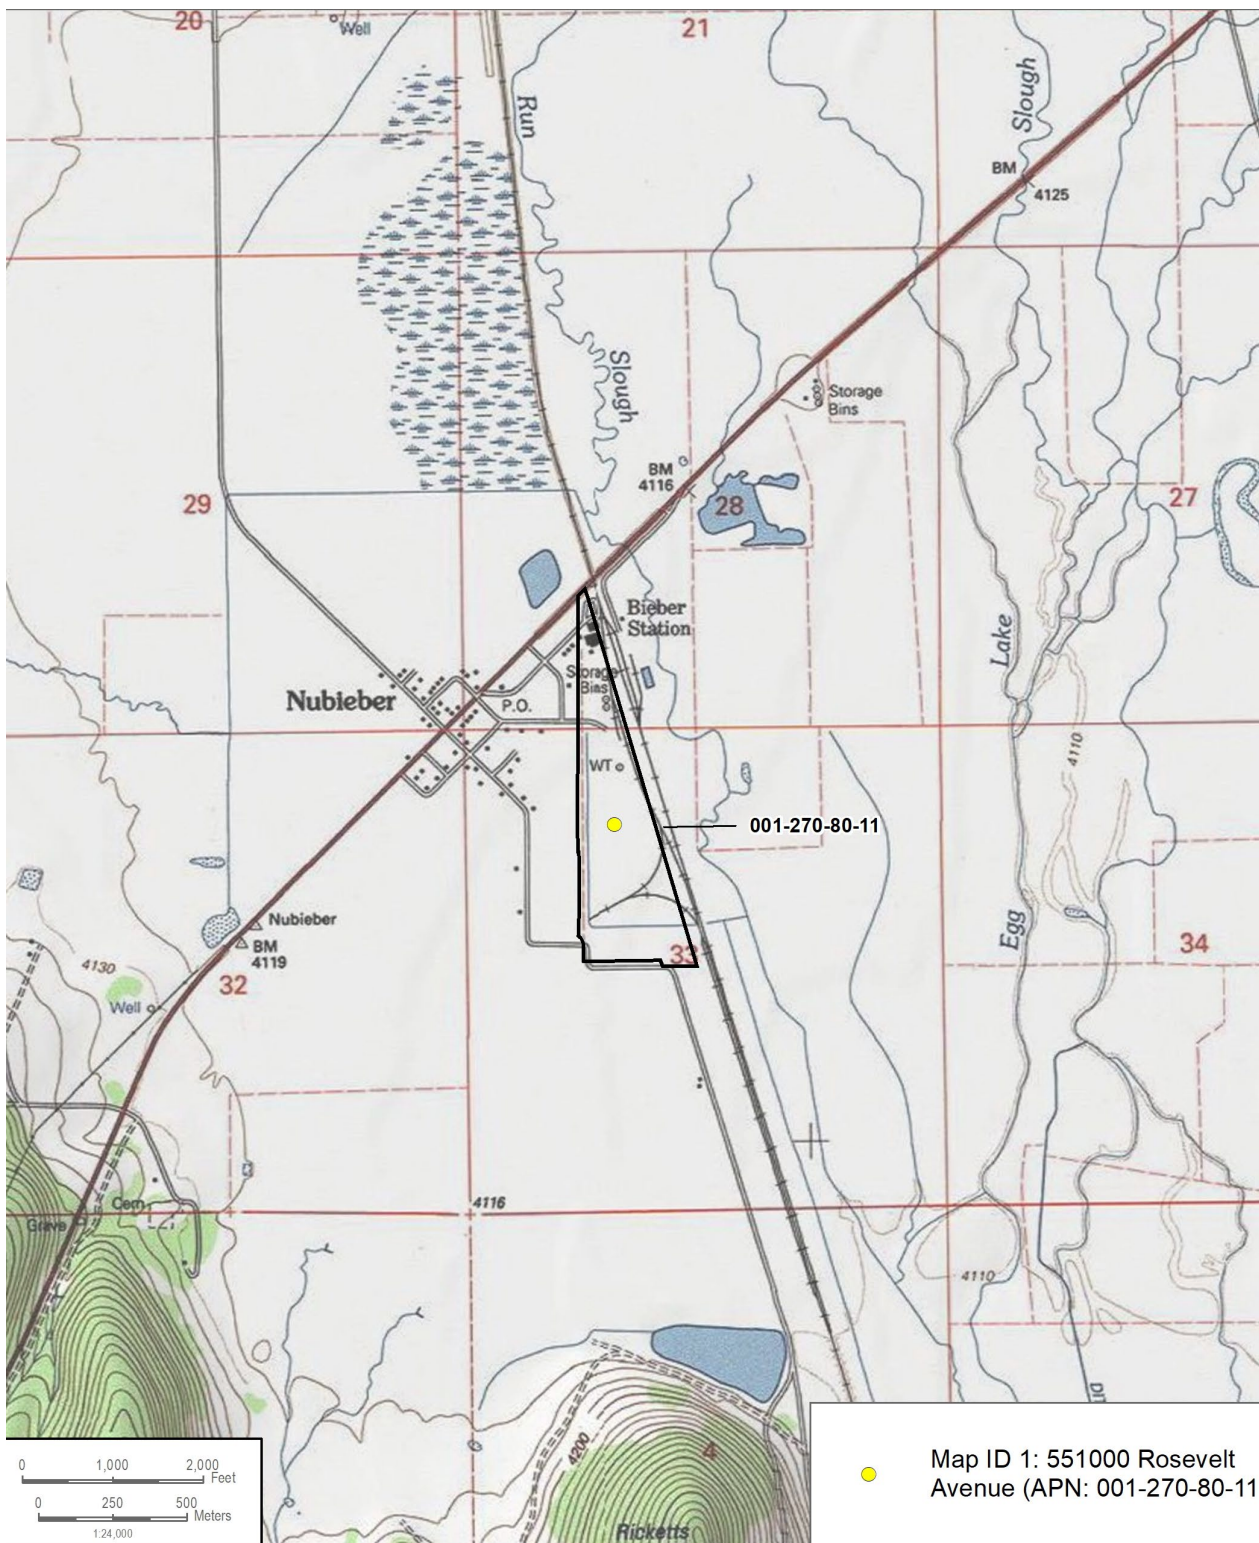 20
Well
21
Run
Slough
BM
4125
Slough
Storage
Bins
BM
4116
28
29
27
Bieber
Station
Lake
Storage
Bins
Nubieber
P.O.
4110
WT
001-270-80-11
Nubieber
BM
4119
Egg
33
34
4130
32
Well
Cem
4116
Grave
4110
4200
4
Ricketts
0 1,000 2,000
Feet
0 250 500
Meters
1:24,000
Map ID 1: 551000 Rosevelt
Avenue (APN: 001-270-80-11